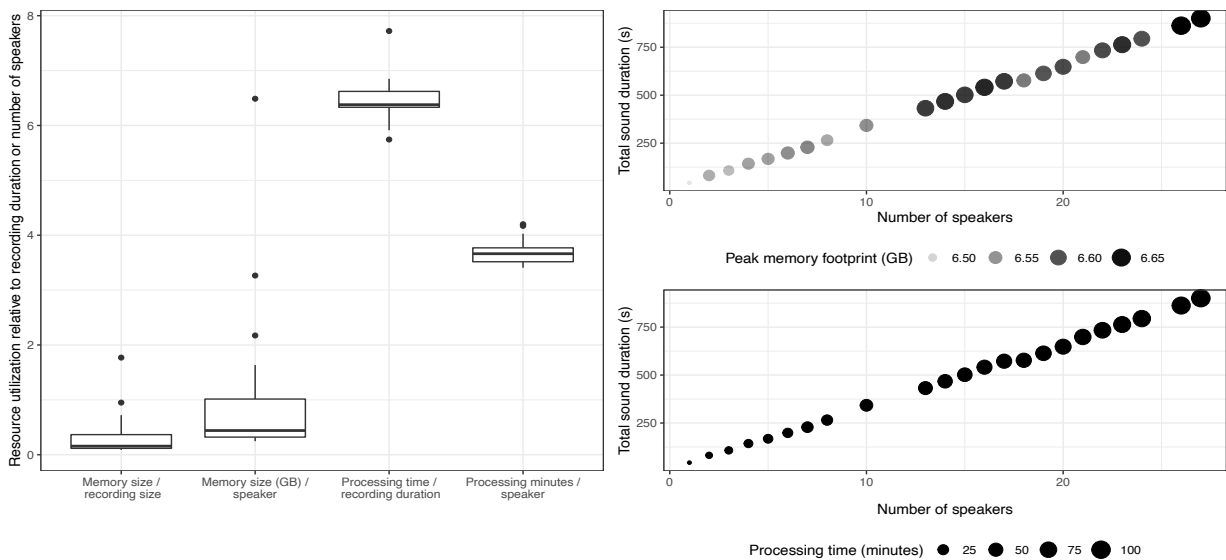 Resource utilization relative to recording duration or number of speakers
8
6
4
2
0
Memory size /
recording size
Memory size (GB) /
speaker
Processing time /
recording duration
Processing minutes /
speaker
Total sound duration (s)
750
500
250
0
10
20
Number of speakers
Peak memory footprint (GB) 6.50 6.55 6.60 6.65
Total sound duration (s)
750
500
250
0
10
20
Number of speakers
Processing time (minutes) 25 50 75 100